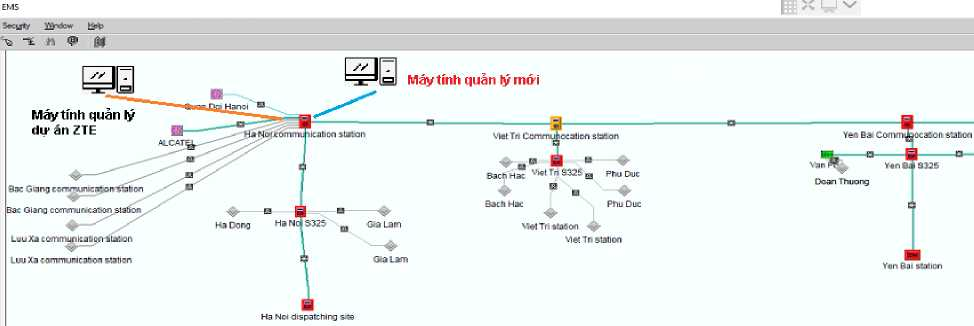 EMS
Security Window Help
Máy tính quản lý mới
Máy tính quản lý
dự án ZTE
Quan Doi Hanoi
ALCATEL
Ha Noi communication station
Viet Tri Communication station
Yen Bai Communocation station
Bac Giang communication station
Bac Giang communication station
Luu Xa communication station
Luu Xa communication station
Bach Hac
Viet Tri S325
Phu Duc
Bach Hac
Phu Duc
Viet Tri station
Viet Tri station
Van
Yen Bai S325
Doan Thuong
Ha Dong
Ha Noi S325
Gia Lam
Gia Lam
Yen Bai station
Ha Noi dispatching site